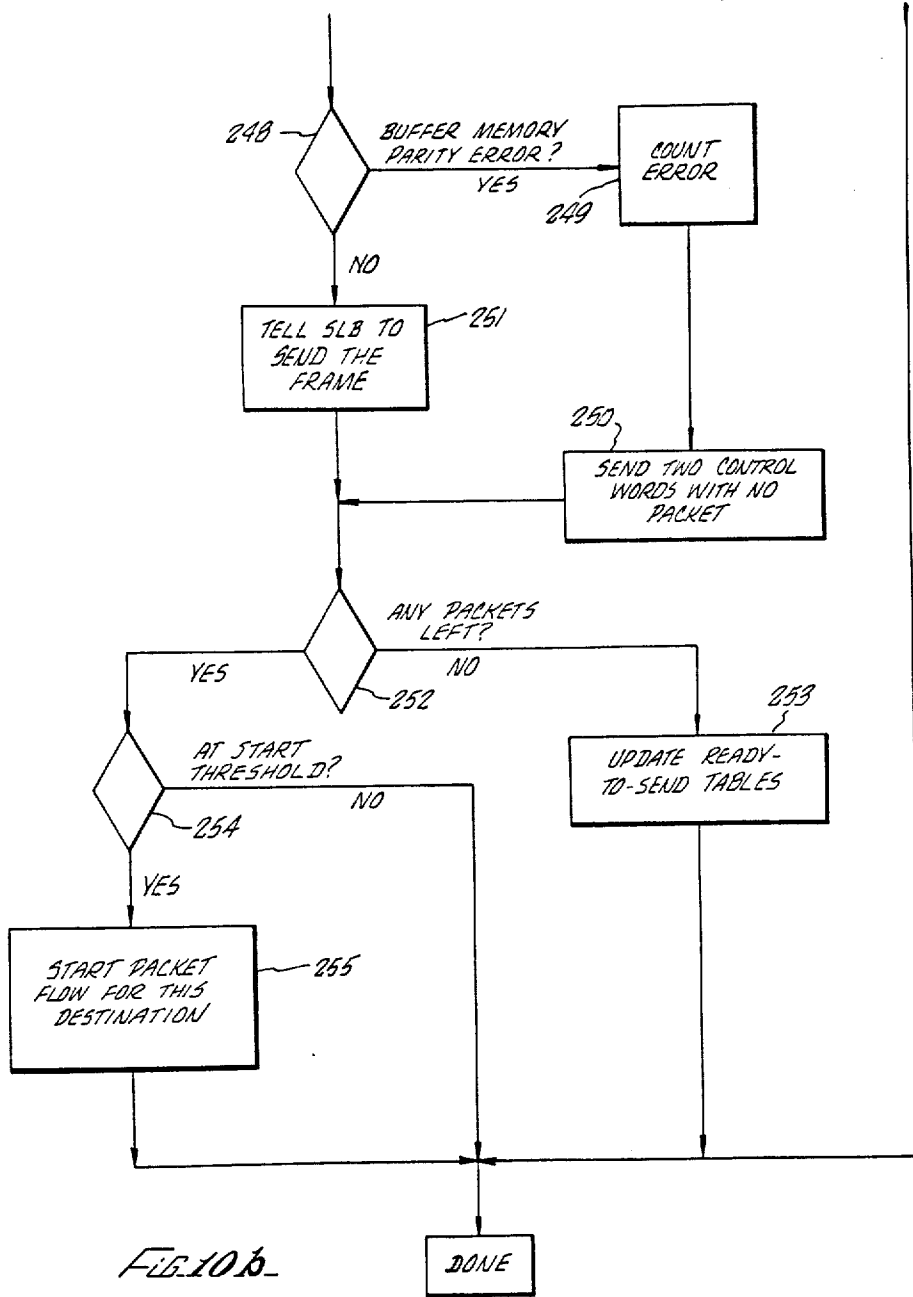 248
BUFFER MEMORY
PARITY ERROR?
YES
COUNT
ERROR
249
NO
TELL SLB TO
SEND THE
FRAME
251
250
SEND TWO CONTROL
WORDS WITH NO
PACKET
ANY PACKETS
LEFT?
YES
NO
252
253
AT START
THRESHOLD?
NO
254
UPDATE READY-
TO-SEND TABLES
YES
START PACKET
FLOW FOR THIS
DESTINATION
255
FIG. 10b
DONE